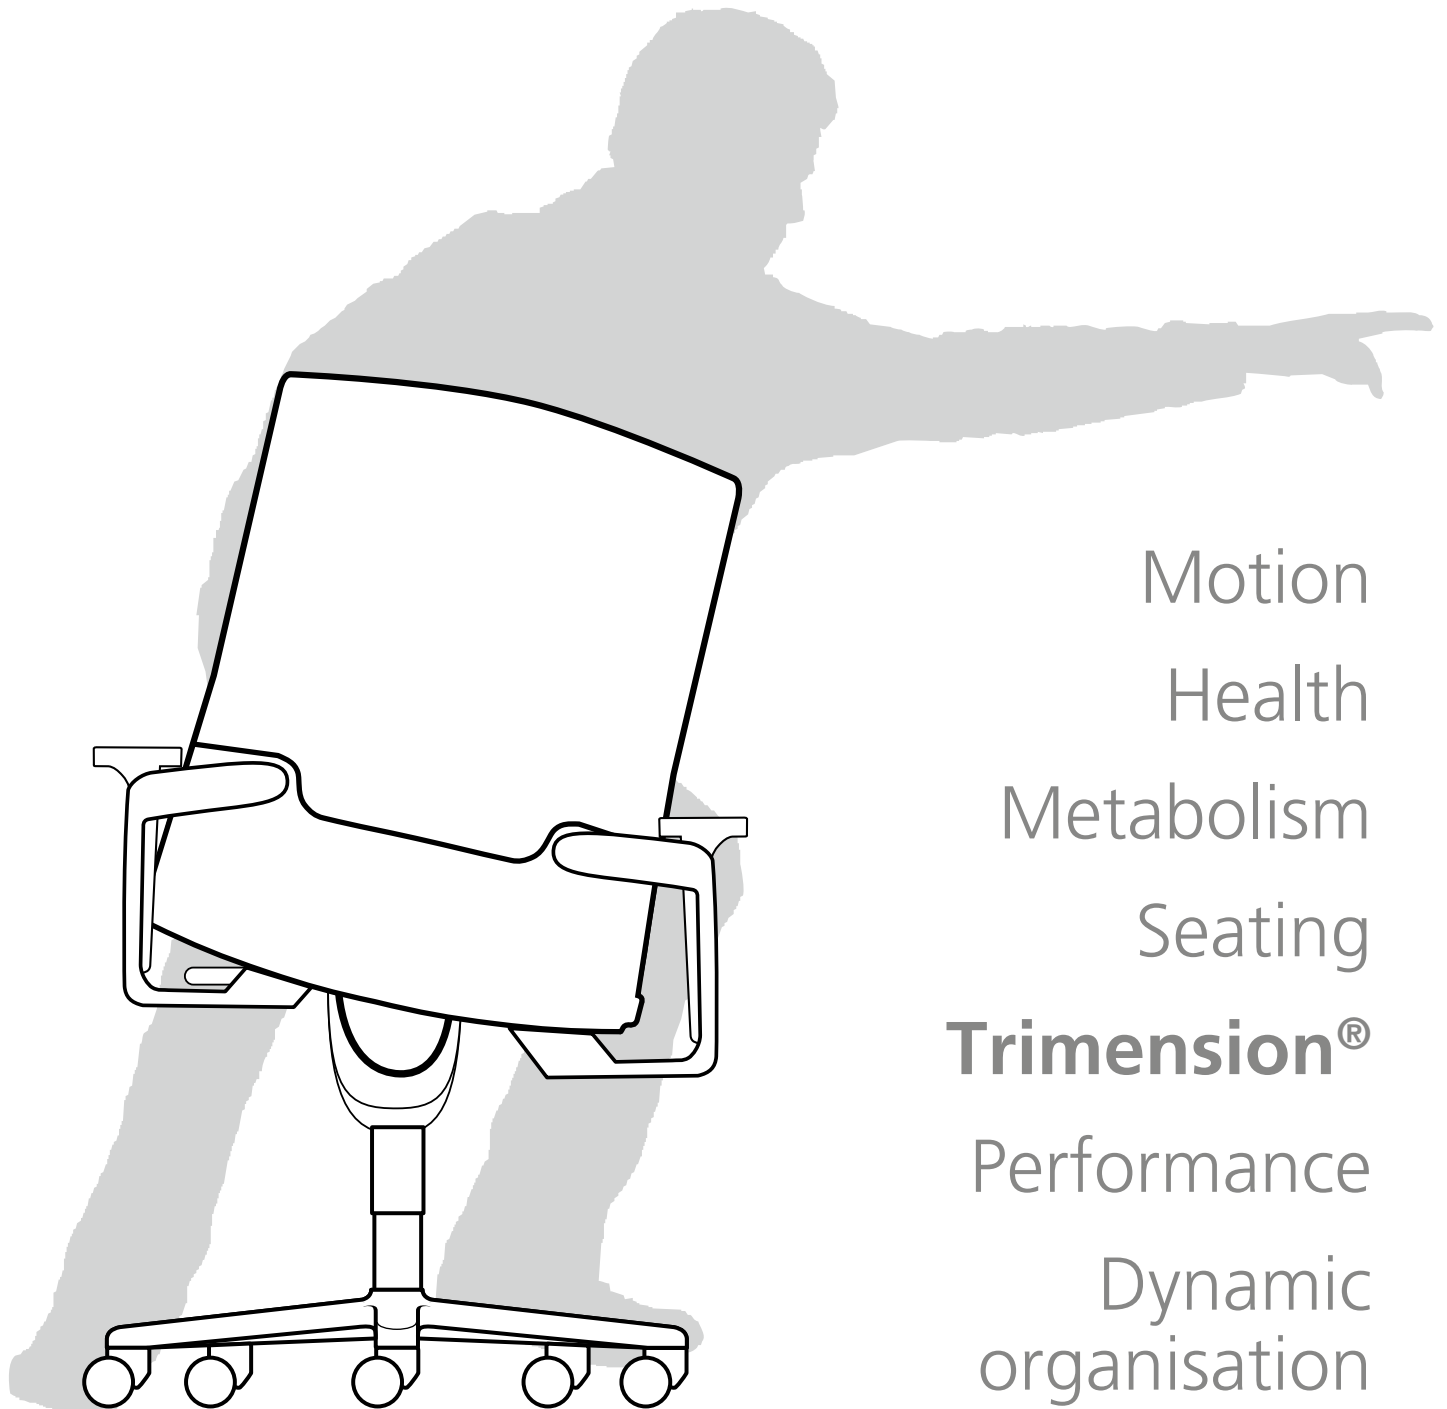 Motion
Health
Metabolism
Seating
Trimension®
Performance
Dynamic
organisation